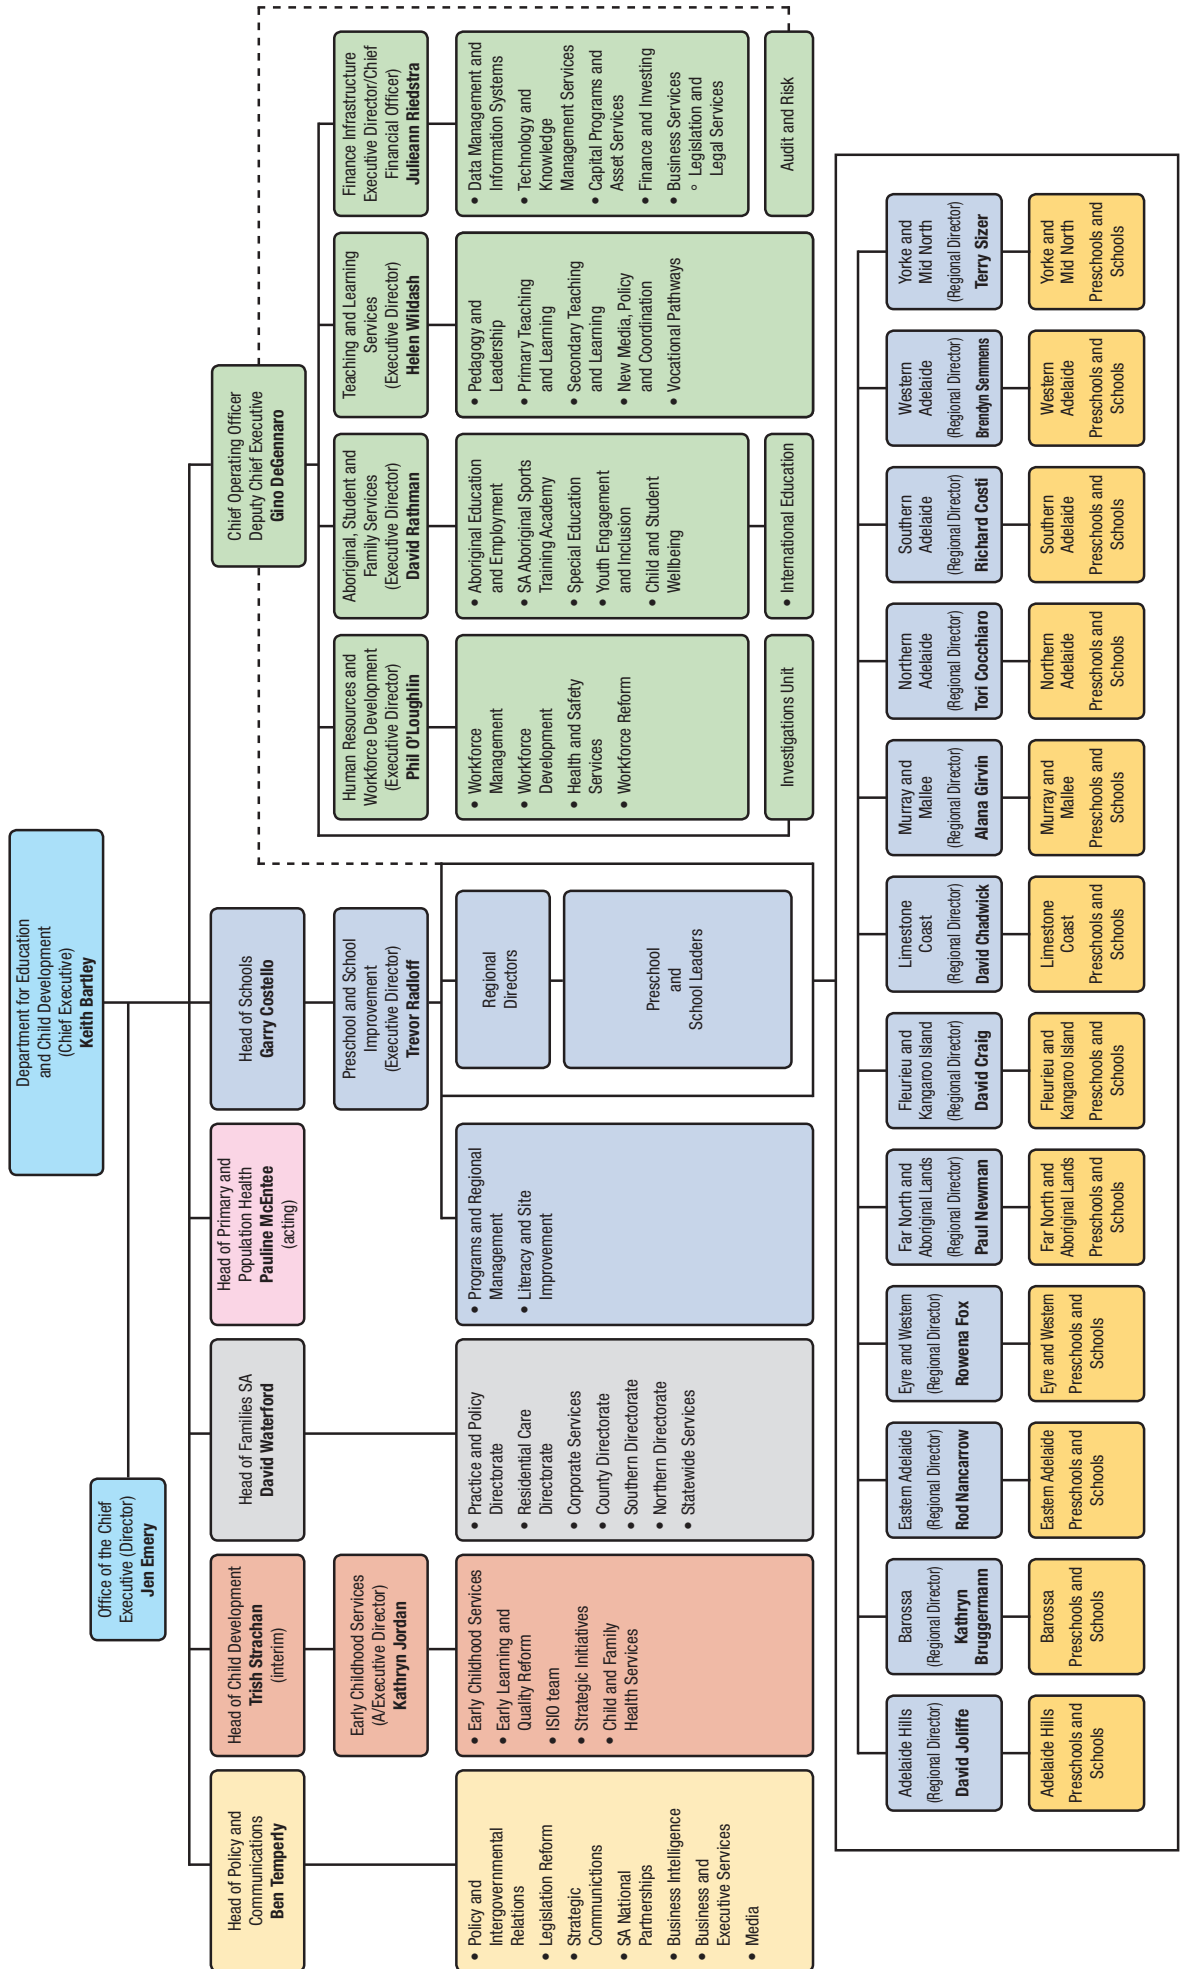 Department for Education
and Child Development
(Chief Executive)
Keith Bartley
Office of the Chief
Executive (Director)
Jen Emery
Head of Policy and
Communications
Ben Temperly
Head of Child Development
Trish Strachan
(interim)
Head of Families SA
David Waterford
Head of Primary and
Population Health
Pauline McEntee
(acting)
Head of Schools
Garry Costello
Chief Operating Officer
Deputy Chief Executive
Gino DeGennaro
Early Childhood Services
(A/Executive Director)
Kathryn Jordan
Preschool and School
Improvement
(Executive Director)
Trevor Radloff
Human Resources and
Workforce Development
(Executive Director)
Phil O'Loughlin
Aboriginal, Student and
Family Services
(Executive Director)
David Rathman
Teaching and Learning
Services
(Executive Director)
Helen Wildash
Finance Infrastructure
Executive Director/Chief
Financial Officer)
Julieann Riedstra
• Policy and
Intergovernmental
Relations
• Legislation Reform
• Strategic
Communictions
• SA National
Partnerships
• Business Intelligence
• Business and
Executive Services
• Media
• Early Childhood Services
• Early Learning and
Quality Reform
• ISIO team
• Strategic Initiatives
• Child and Family
Health Services
• Practice and Policy
Directorate
• Residential Care
Directorate
• Corporate Services
• County Directorate
• Southern Directorate
• Northern Directorate
• Statewide Services
• Programs and Regional
Management
• Literacy and Site
Improvement
Regional
Directors
Preschool
and
School Leaders
• Workforce
Management
• Workforce
Development
• Health and Safety
Services
• Workforce Reform
Investigations Unit
• Aboriginal Education
and Employment
• SA Aboriginal Sports
Training Academy
• Special Education
• Youth Engagement
and Inclusion
• Child and Student
Wellbeing
• International Education
• Pedagogy and
Leadership
• Primary Teaching
and Learning
• Secondary Teaching
and Learning
• New Media, Policy
and Coordination
• Vocational Pathways
• Data Management and
Information Systems
• Technology and
Knowledge
Management Services
• Capital Programs and
Asset Services
• Finance and Investing
• Business Services
° Legislation and
Legal Services
Audit and Risk
Adelaide Hills
(Regional Director)
David Joliffe
Barossa
(Regional Director)
Kathryn
Bruggermann
Eastern Adelaide
(Regional Director)
Rod Nancarrow
Eyre and Western
(Regional Director)
Rowena Fox
Far North and
Aboriginal Lands
(Regional Director)
Paul Newman
Fleurieu and
Kangaroo Island
(Regional Director)
David Craig
Limestone
Coast
(Regional Director)
David Chadwick
Murray and
Mallee
(Regional Director)
Alana Girvin
Northern
Adelaide
(Regional Director)
Tori Cocchiaro
Southern
Adelaide
(Regional Director)
Richard Costi
Western
Adelaide
(Regional Director)
Brendyn Semmens
Yorke and
Mid North
(Regional Director)
Terry Sizer
Adelaide Hills
Preschools and
Schools
Barossa
Preschools and
Schools
Eastern Adelaide
Preschools and
Schools
Eyre and Western
Preschools and
Schools
Far North and
Aboriginal Lands
Preschools and
Schools
Fleurieu and
Kangaroo Island
Preschools and
Schools
Limestone
Coast
Preschools and
Schools
Murray and
Mallee
Preschools and
Schools
Northern
Adelaide
Preschools and
Schools
Southern
Adelaide
Preschools and
Schools
Western
Adelaide
Preschools and
Schools
Yorke and
Mid North
Preschools and
Schools